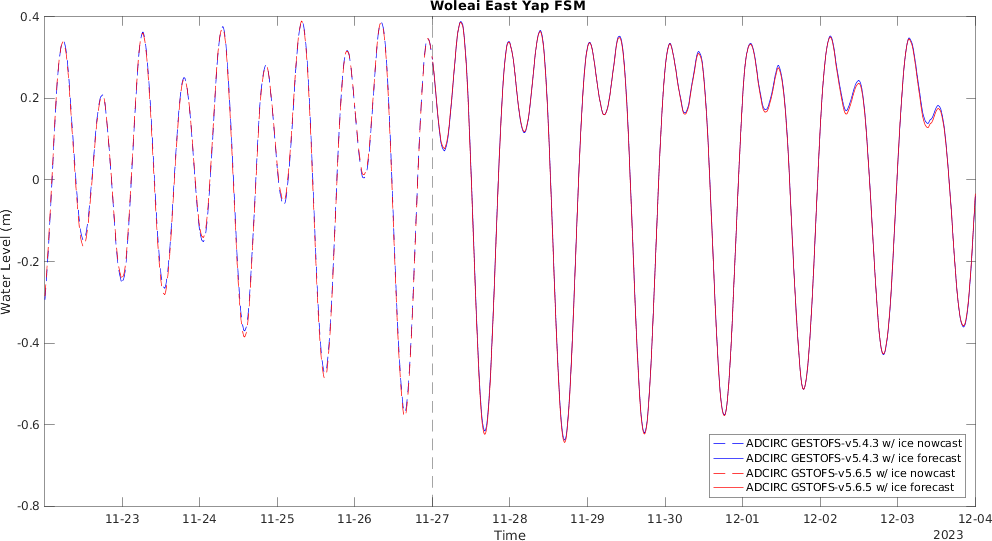 Woleai East Yap FSM
0.4
0.2
0
-0.2
-0.4
-0.6
-0.8
Water Level (m)
11-23
11-24
11-25
11-26
11-27
11-28
11-29
11-30
12-01
12-02
12-03
12-04
Time
2023
ADCIRC GESTOFS-v5.4.3 w/ ice nowcast
ADCIRC GESTOFS-v5.4.3 w/ ice forecast
ADCIRC GSTOFS-v5.6.5 w/ ice nowcast
ADCIRC GSTOFS-v5.6.5 w/ ice forecast